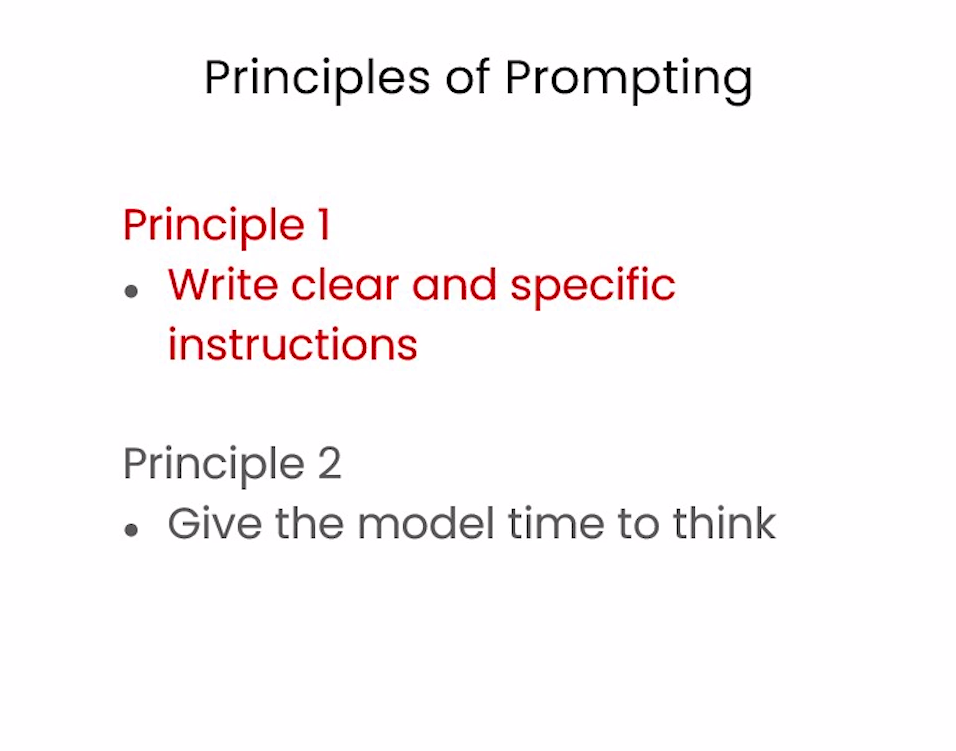 Principles of Prompting
Principle 1
• Write clear and specific
instructions
Principle 2
• Give the model time to think